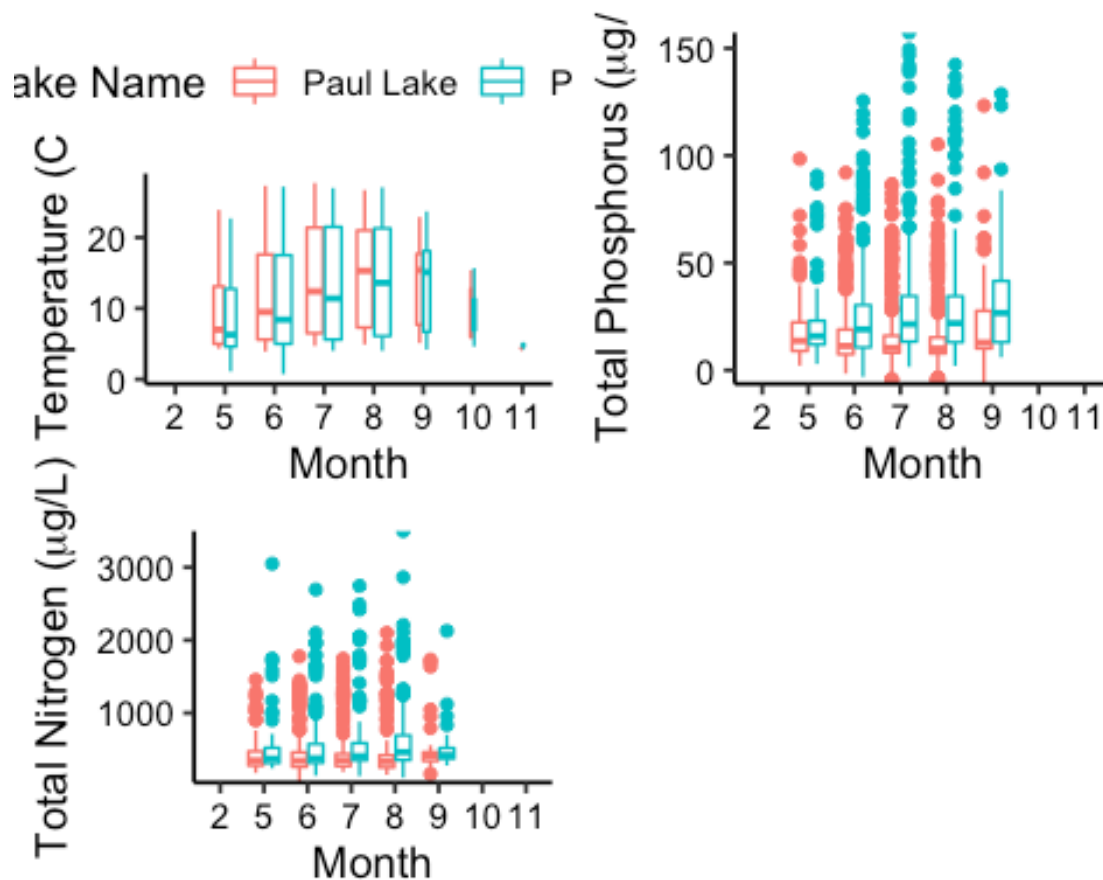 ake Name Paul Lake P
Temperature (C
20
10
0
2 5 6 7 8 9 10 11
Month
Total Phosphorus (μg/
150
100
50
0
2 5 6 7 8 9 10 11
Month
Total Nitrogen (μg/L)
3000
2000
1000
2 5 6 7 8 9 10 11
Month